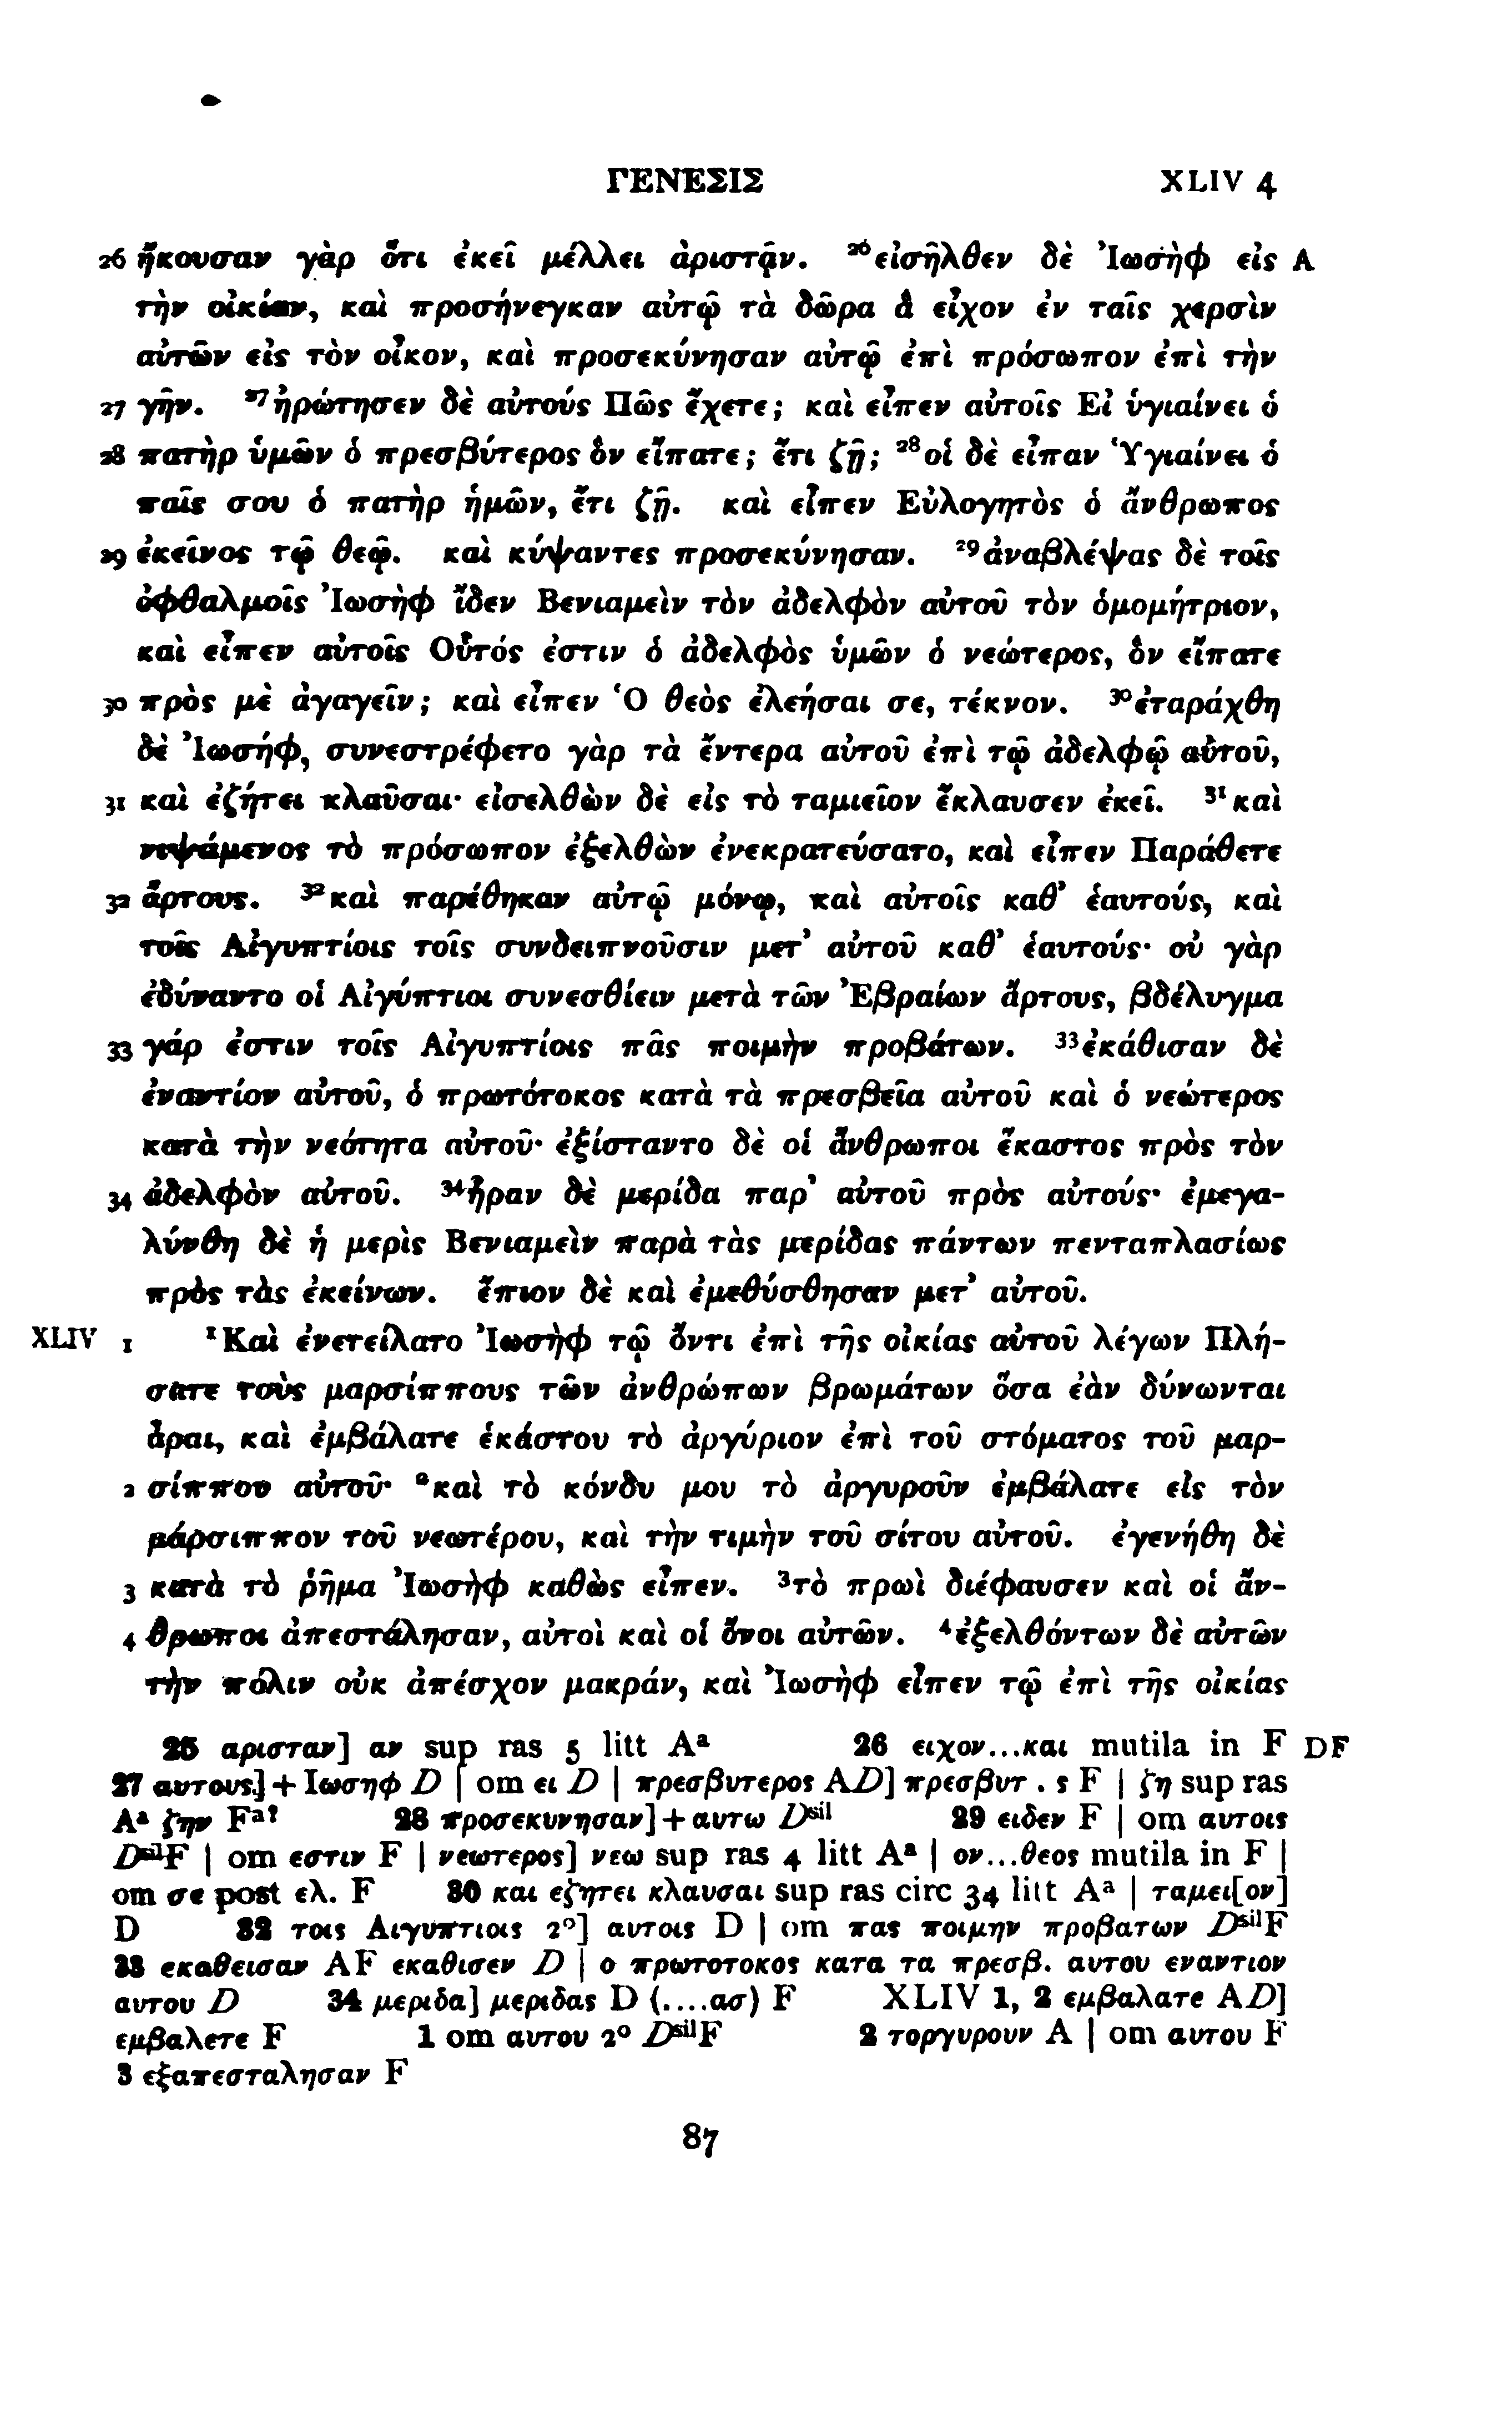 ΓΕΝΕΣΙΣ XLIV 4
26 ἤκουσαν γὰρ ὅτι ἐκεῖ μέλλει ἀριστᾷν. ²⁶εἰσῆλθεν δὲ Ἰωσὴφ εἰς A
τὴν οἰκίαν, καὶ προσήνεγκαν αὐτῷ τὰ δῶρα ἃ εἶχον ἐν ταῖς χερσὶν
αὐτῶν εἰς τὸν οἶκον, καὶ προσεκύνησαν αὐτῷ ἐπὶ πρόσωπον ἐπὶ τὴν
27 γῆν. ²⁷ἠρώτησεν δὲ αὐτούς Πῶς ἔχετε; καὶ εἶπεν αὐτοῖς Εἰ ὑγιαίνει ὁ
28 πατὴρ ὑμῶν ὁ πρεσβύτερος ὃν εἴπατε; ἔτι ζῇ; ²⁸οἱ δὲ εἶπαν Ὑγιαίνει ὁ
παῖς σου ὁ πατὴρ ἡμῶν, ἔτι ζῇ. καὶ εἶπεν Εὐλογητὸς ὁ ἄνθρωπος
29 ἐκεῖνος τῷ θεῷ. καὶ κύψαντες προσεκύνησαν. ²⁹ἀναβλέψας δὲ τοῖς
ὀφθαλμοῖς Ἰωσὴφ ἴδεν Βενιαμεὶν τὸν ἀδελφὸν αὐτοῦ τὸν ὁμομήτριον,
καὶ εἶπεν αὐτοῖς Οὗτός ἐστιν ὁ ἀδελφὸς ὑμῶν ὁ νεώτερος, ὃν εἴπατε
30 πρὸς μὲ ἀγαγεῖν; καὶ εἶπεν Ὁ θεὸς ἐλεήσαι σε, τέκνον. ³⁰ἐταράχθη
δὲ Ἰωσήφ, συνεστρέφετο γὰρ τὰ ἔντερα αὐτοῦ ἐπὶ τῷ ἀδελφῷ αὐτοῦ,
31 καὶ ἐζήτει κλαῦσαι· εἰσελθὼν δὲ εἰς τὸ ταμιεῖον ἔκλαυσεν ἐκεῖ. ³¹καὶ
νιψάμενος τὸ πρόσωπον ἐξελθὼν ἐνεκρατεύσατο, καὶ εἶπεν Παράθετε
32 ἄρτους. ³²καὶ παρέθηκαν αὐτῷ μόνῳ, καὶ αὐτοῖς καθ’ ἑαυτούς, καὶ
τοῖς Αἰγυπτίοις τοῖς συνδειπνοῦσιν μετ’ αὐτοῦ καθ’ ἑαυτούς· οὐ γὰρ
ἐδύναντο οἱ Αἰγύπτιοι συνεσθίειν μετὰ τῶν Ἐβραίων ἄρτους, βδέλυγμα
33 γάρ ἐστιν τοῖς Αἰγυπτίοις πᾶς ποιμὴν προβάτων. ³³ἐκάθισαν δὲ
ἐναντίον αὐτοῦ, ὁ πρωτότοκος κατὰ τὰ πρεσβεῖα αὐτοῦ καὶ ὁ νεώτερος
κατὰ τὴν νεότητα αὐτοῦ· ἐξίσταντο δὲ οἱ ἄνθρωποι ἕκαστος πρὸς τὸν
34 ἀδελφὸν αὐτοῦ. ³⁴ἦραν δὲ μερίδα παρ’ αὐτοῦ πρὸς αὐτούς· ἐμεγα-
λύνθη δὲ ἡ μερὶς Βενιαμεὶν παρὰ τὰς μερίδας πάντων πενταπλασίως
πρὸς τὰς ἐκείνων. ἔπιον δὲ καὶ ἐμεθύσθησαν μετ’ αὐτοῦ.
XLIV 1 ¹Καὶ ἐνετείλατο Ἰωσὴφ τῷ ὄντι ἐπὶ τῆς οἰκίας αὐτοῦ λέγων Πλή-
σατε τοὺς μαρσίππους τῶν ἀνθρώπων βρωμάτων ὅσα ἐὰν δύνωνται
ἆραι, καὶ ἐμβάλατε ἑκάστου τὸ ἀργύριον ἐπὶ τοῦ στόματος τοῦ μαρ-
2 σίππου αὐτοῦ· ²καὶ τὸ κόνδυ μου τὸ ἀργυροῦν ἐμβάλατε εἰς τὸν
μάρσιππον τοῦ νεωτέρου, καὶ τὴν τιμὴν τοῦ σίτου αὐτοῦ. ἐγενήθη δὲ
3 κατὰ τὸ ῥῆμα Ἰωσὴφ καθὼς εἶπεν. ³τὸ πρωὶ διέφαυσεν καὶ οἱ ἄν-
4 θρωποι ἀπεστάλησαν, αὐτοὶ καὶ οἱ ὄνοι αὐτῶν. ⁴ἐξελθόντων δὲ αὐτῶν
τὴν πόλιν οὐκ ἀπέσχον μακράν, καὶ Ἰωσὴφ εἶπεν τῷ ἐπὶ τῆς οἰκίας
25 αρισταν] αν sup ras 5 litt Aᵃ 26 ειχον...και mutila in F DF
27 αυτους] + Ιωσηφ D | om ει D | πρεσβυτερος AD] πρεσβυτ . ς F | ζη sup ras
Aᵃ ζην Fᵃ? 28 προσεκυνησαν] + αυτω Dˢⁱˡ 29 ειδεν F | om αυτοις
DˢⁱˡF | om εστιν F | νεωτερος] νεω sup ras 4 litt Aᵃ | ον...θεος mutila in F |
om σε post ελ. F 30 και εζητει κλαυσαι sup ras circ 34 litt Aᵃ | ταμει[ον]
D 32 τοις Αιγυπτιοις 2º] αυτοις D | om πας ποιμην προβατων DˢⁱˡF
33 εκαθεισαν AF εκαθισεν D | ο πρωτοτοκος κατα τα πρεσβ. αυτου εναντιον
αυτου D 34 μεριδα] μεριδας D (....ασ) F XLIV 1, 2 εμβαλατε AD]
εμβαλετε F 1 om αυτου 2º DˢⁱˡF 2 τοργυρουν A | om αυτου F
3 εξαπεσταλησαν F
87